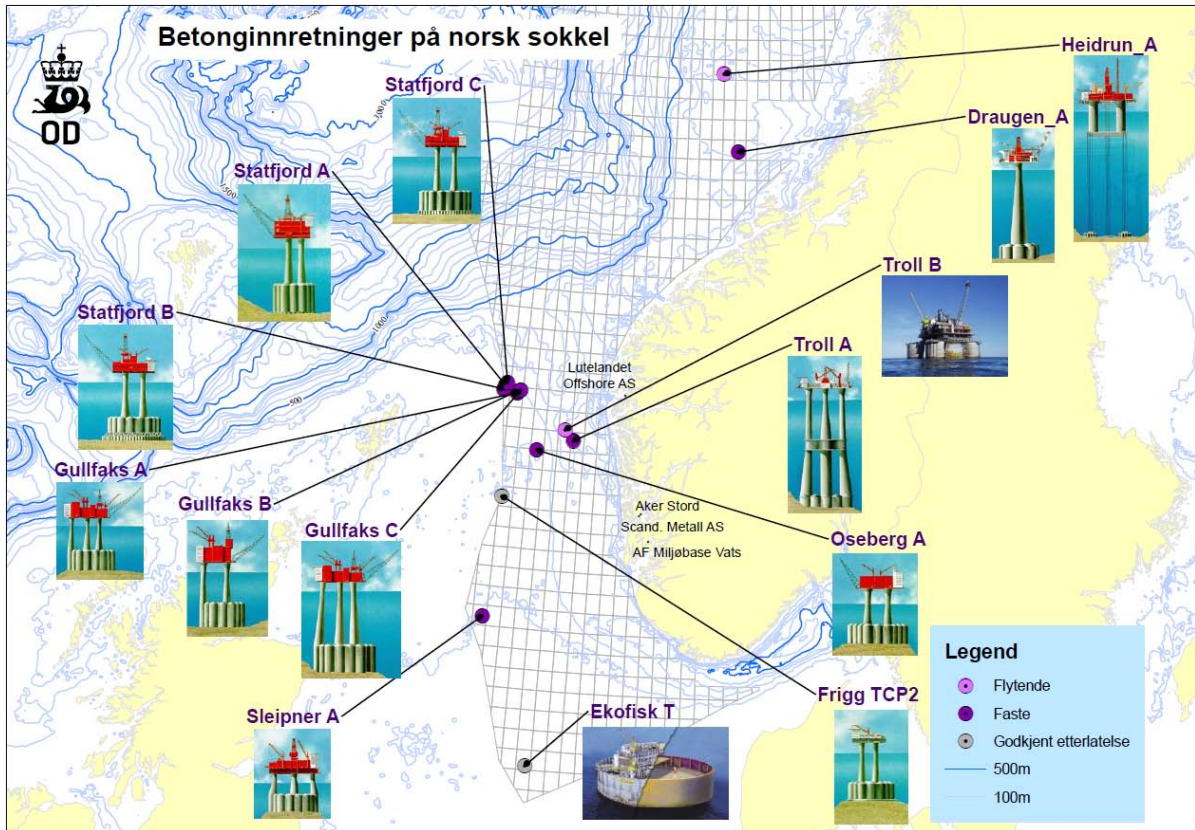 Betonginnretninger på norsk sokkel
OD
Statfjord C
Statfjord A
Statfjord B
Gullfaks A
Gullfaks B
Gullfaks C
Sleipner A
Ekofisk T
Heidrun_A
Draugen_A
Troll B
Troll A
Lutelandet
Offshore AS
Aker Stord
Scand. Metall AS
AF Miljøbase Vats
Oseberg A
Frigg TCP2
1000
500
Legend
Flytende
Faste
Godkjent etterlatelse
500m
100m